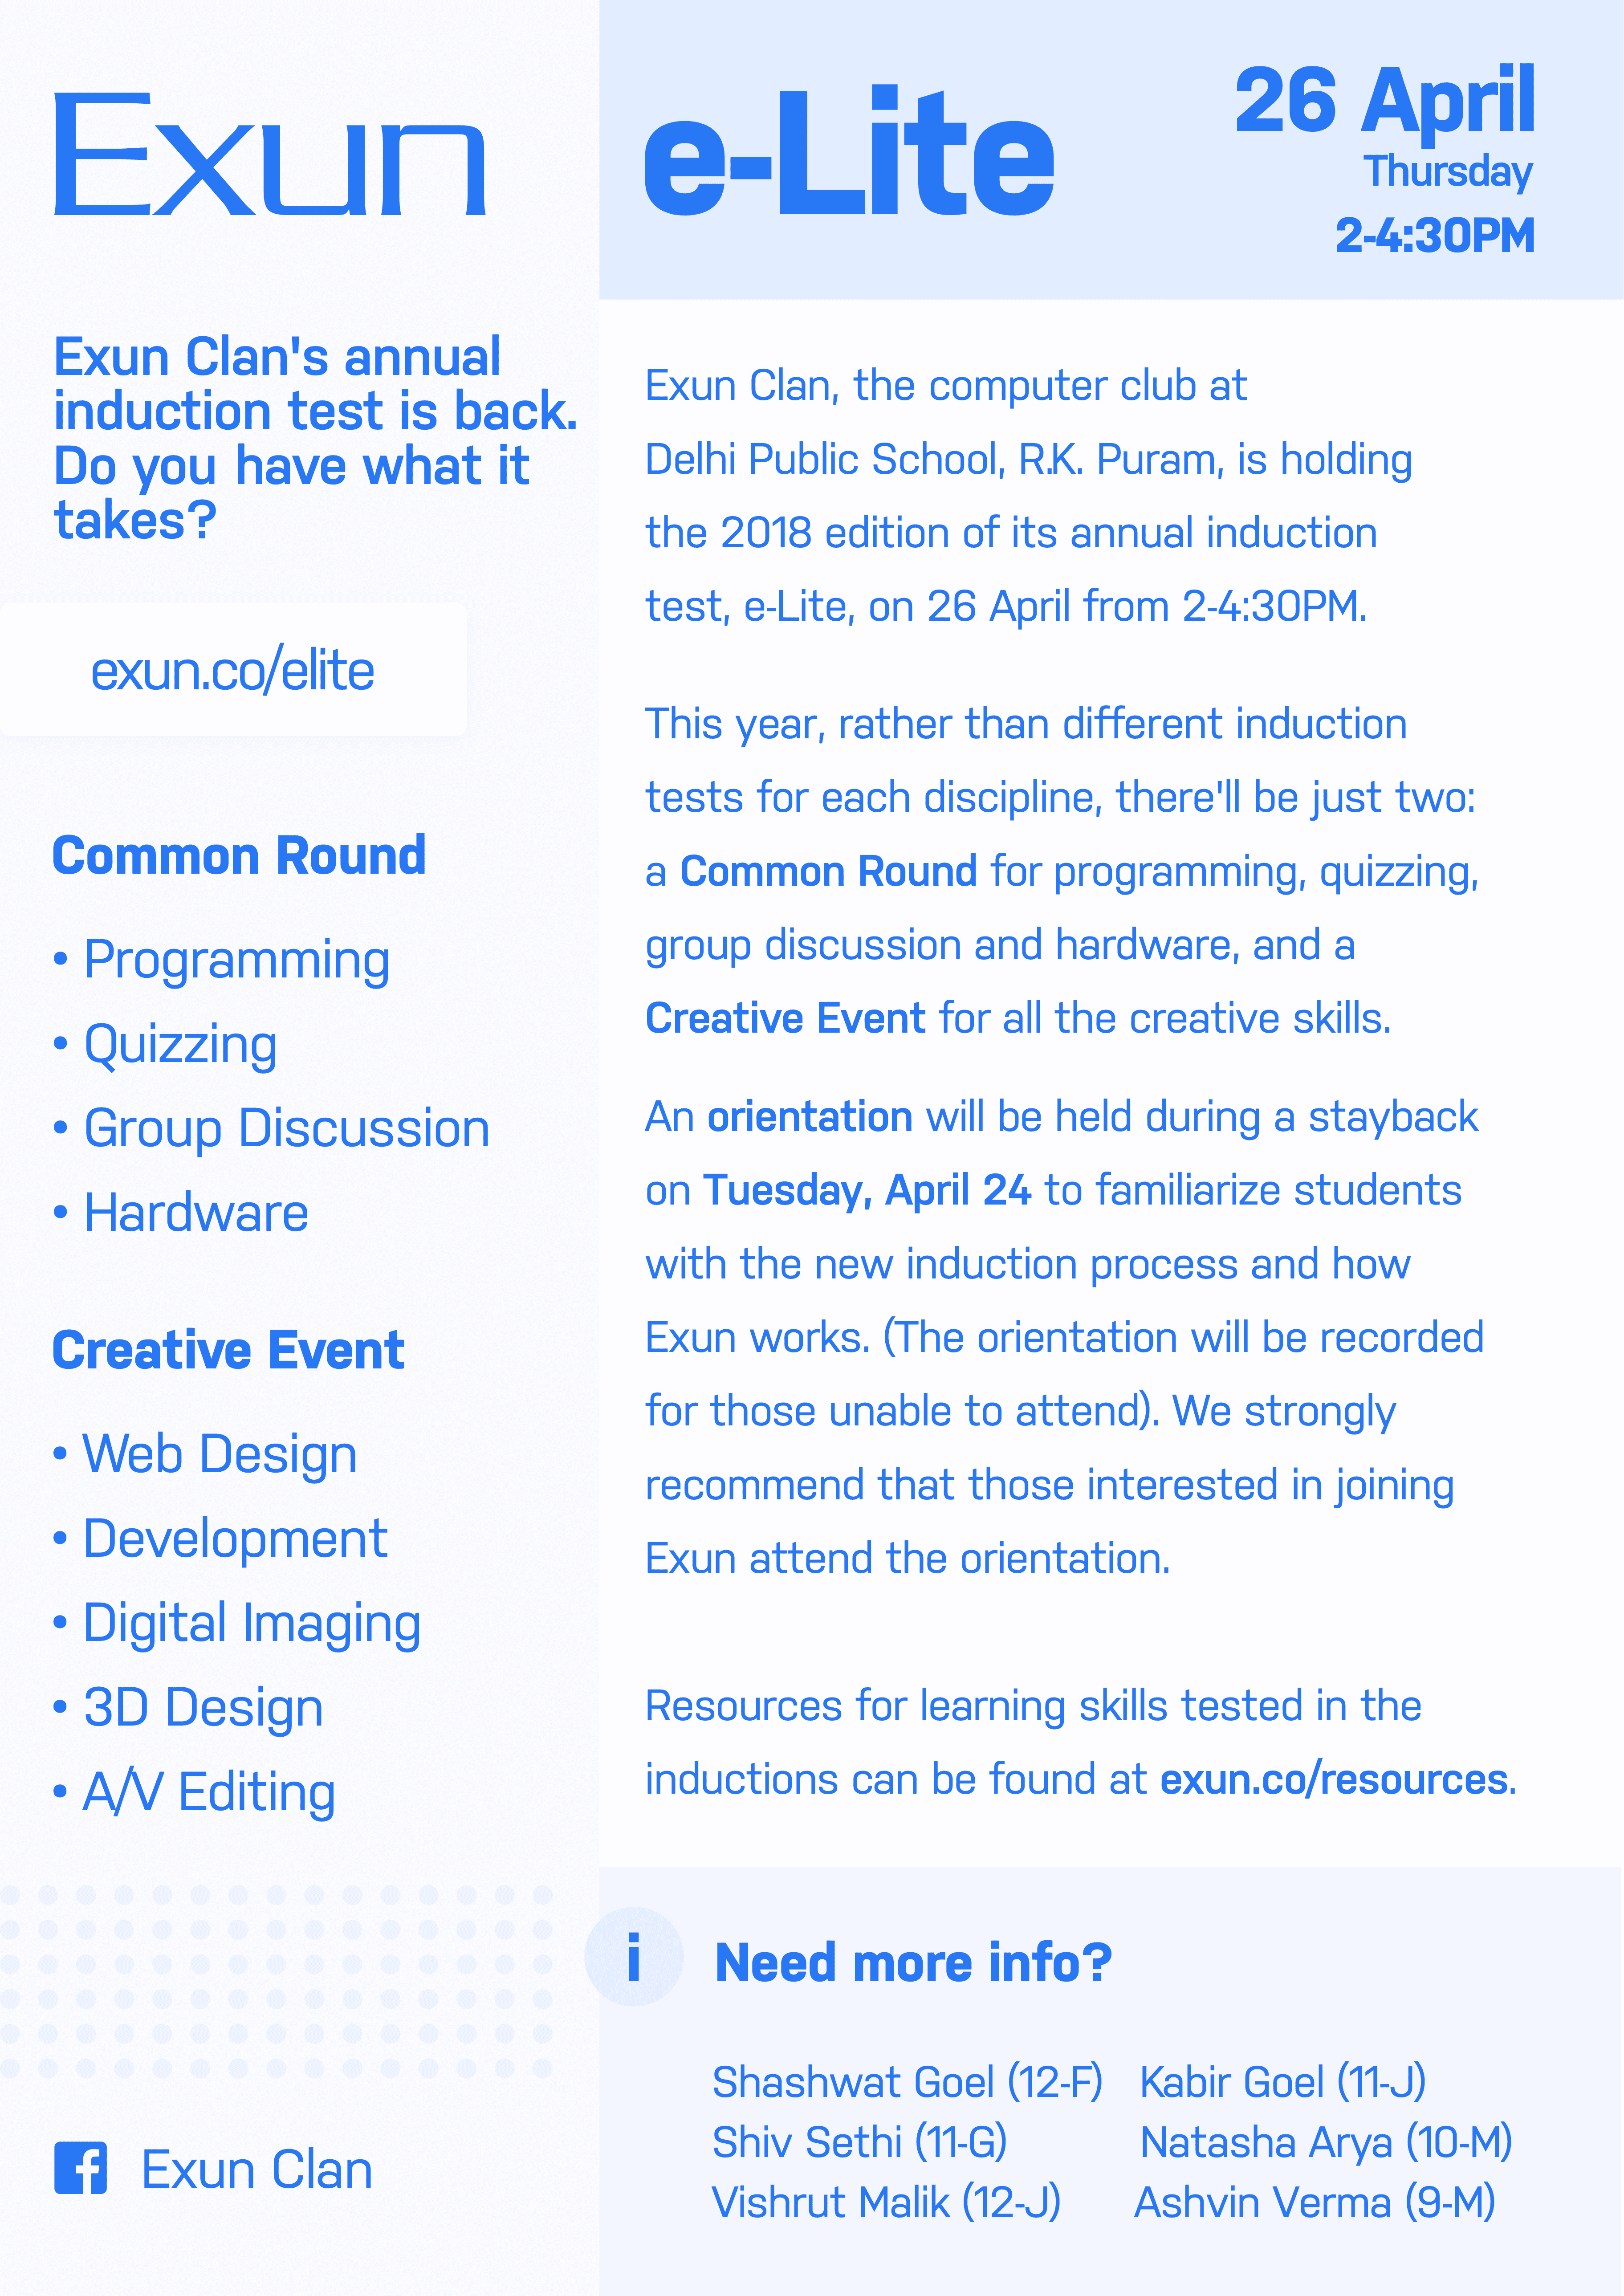 Exun
Exun Clan's annual
induction test is back.
Do you have what it
takes?
exun.co/elite
Common Round
• Programming
• Quizzing
• Group Discussion
• Hardware
Creative Event
• Web Design
• Development
• Digital Imaging
• 3D Design
• A/V Editing
f Exun Clan
e-Lite
26 April
Thursday
2-4:30PM
Exun Clan, the computer club at
Delhi Public School, R.K. Puram, is holding
the 2018 edition of its annual induction
test, e-Lite, on 26 April from 2-4:30PM.
This year, rather than different induction
tests for each discipline, there'll be just two:
a Common Round for programming, quizzing,
group discussion and hardware, and a
Creative Event for all the creative skills.
An orientation will be held during a stayback
on Tuesday, April 24 to familiarize students
with the new induction process and how
Exun works. (The orientation will be recorded
for those unable to attend). We strongly
recommend that those interested in joining
Exun attend the orientation.
Resources for learning skills tested in the
inductions can be found at exun.co/resources.
i Need more info?
Shashwat Goel (12-F) Kabir Goel (11-J)
Shiv Sethi (11-G) Natasha Arya (10-M)
Vishrut Malik (12-J) Ashvin Verma (9-M)